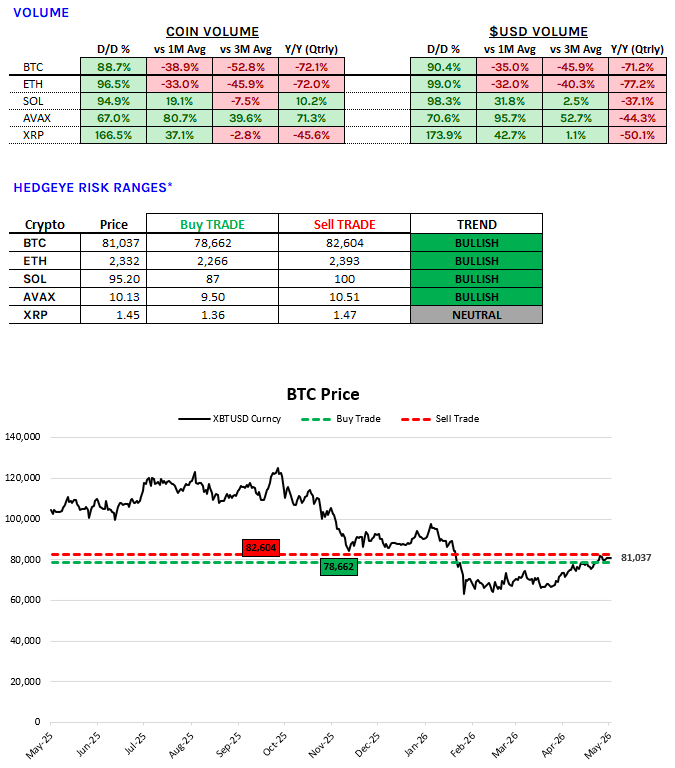 VOLUME
COIN VOLUME $USD VOLUME
D/D % vs 1M Avg vs 3M Avg Y/Y (Qtrly) D/D % vs 1M Avg vs 3M Avg Y/Y (Qtrly)
BTC 88.7% -38.9% -52.8% -72.1% 90.4% -35.0% -45.9% -71.2%
ETH 96.5% -33.0% -45.9% -72.0% 99.0% -32.0% -40.3% -77.2%
SOL 94.9% 19.1% -7.5% 10.2% 98.3% 31.8% 2.5% -37.1%
AVAX 67.0% 80.7% 39.6% 71.3% 70.6% 95.7% 52.7% -44.3%
XRP 166.5% 37.1% -2.8% -45.6% 173.9% 42.7% 1.1% -50.1%
HEDGEYE RISK RANGES*
Crypto Price Buy TRADE Sell TRADE TREND
BTC 81,037 78,662 82,604 BULLISH
ETH 2,332 2,266 2,393 BULLISH
SOL 95.20 87 100 BULLISH
AVAX 10.13 9.50 10.51 BULLISH
XRP 1.45 1.36 1.47 NEUTRAL
BTC Price
XBTUSD Curncy Buy Trade Sell Trade
140,000
120,000
100,000
82,604
80,000
81,037
78,662
60,000
40,000
20,000
0
May-25 Jun-25 Jul-25 Aug-25 Sep-25 Oct-25 Nov-25 Dec-25 Jan-26 Feb-26 Mar-26 Apr-26 May-26